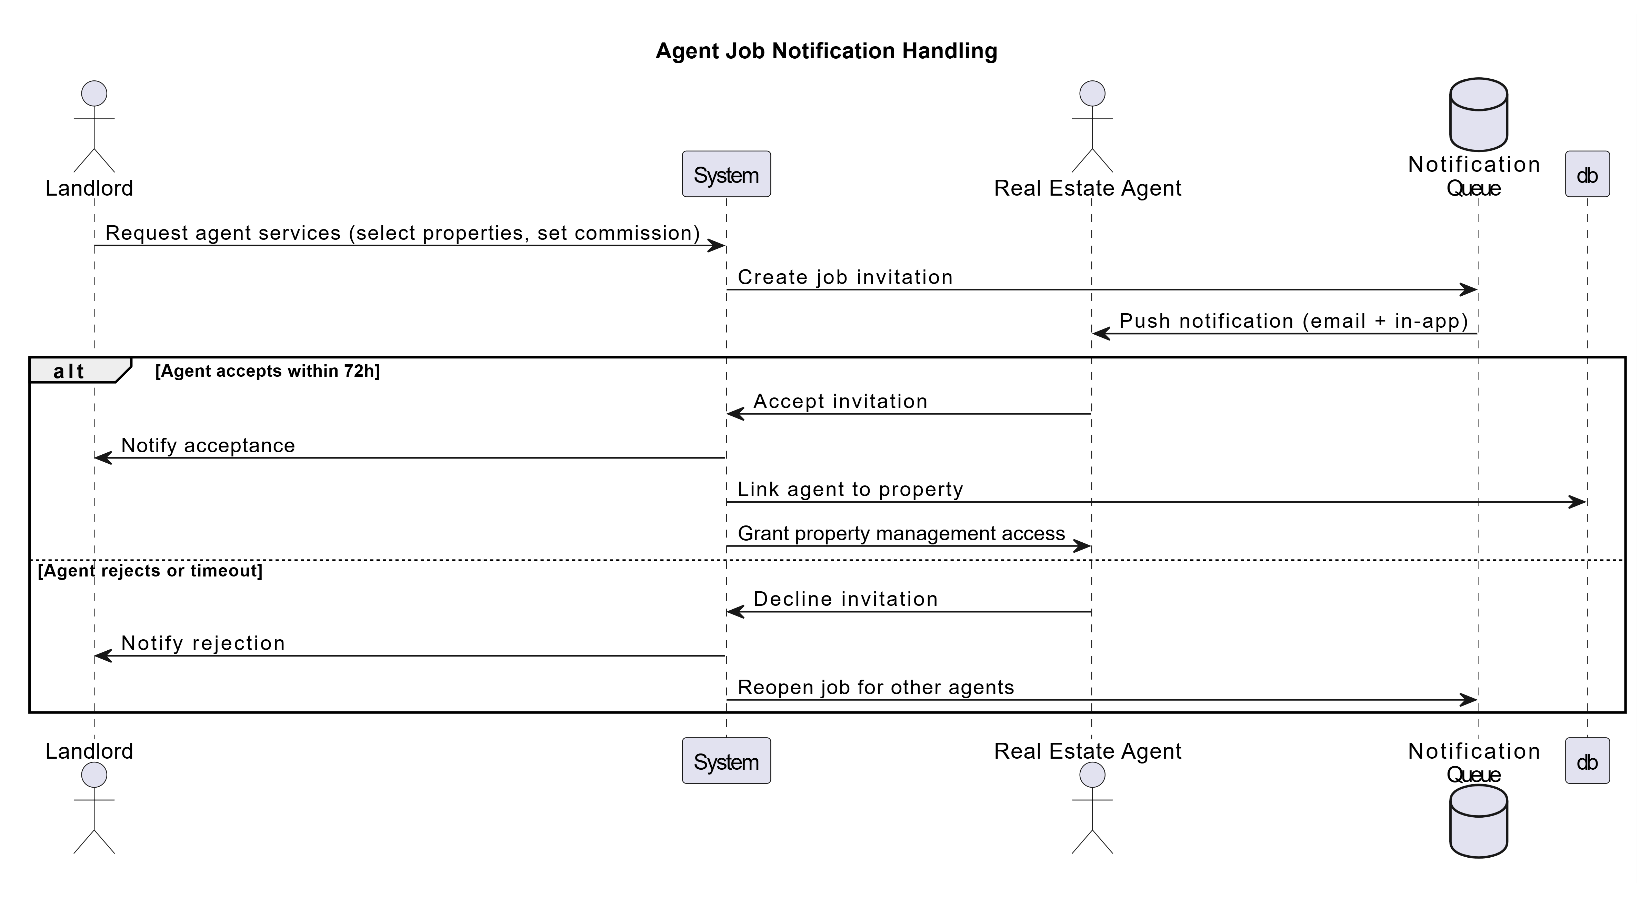 Agent Job Notification Handling
Landlord
System
Real Estate Agent
Notification
Queue
db
Request agent services (select properties, set commission)
Create job invitation
Push notification (email + in-app)
alt [Agent accepts within 72h]
Accept invitation
Notify acceptance
Link agent to property
Grant property management access
[Agent rejects or timeout]
Decline invitation
Notify rejection
Reopen job for other agents
Landlord
System
Real Estate Agent
Notification
Queue
db